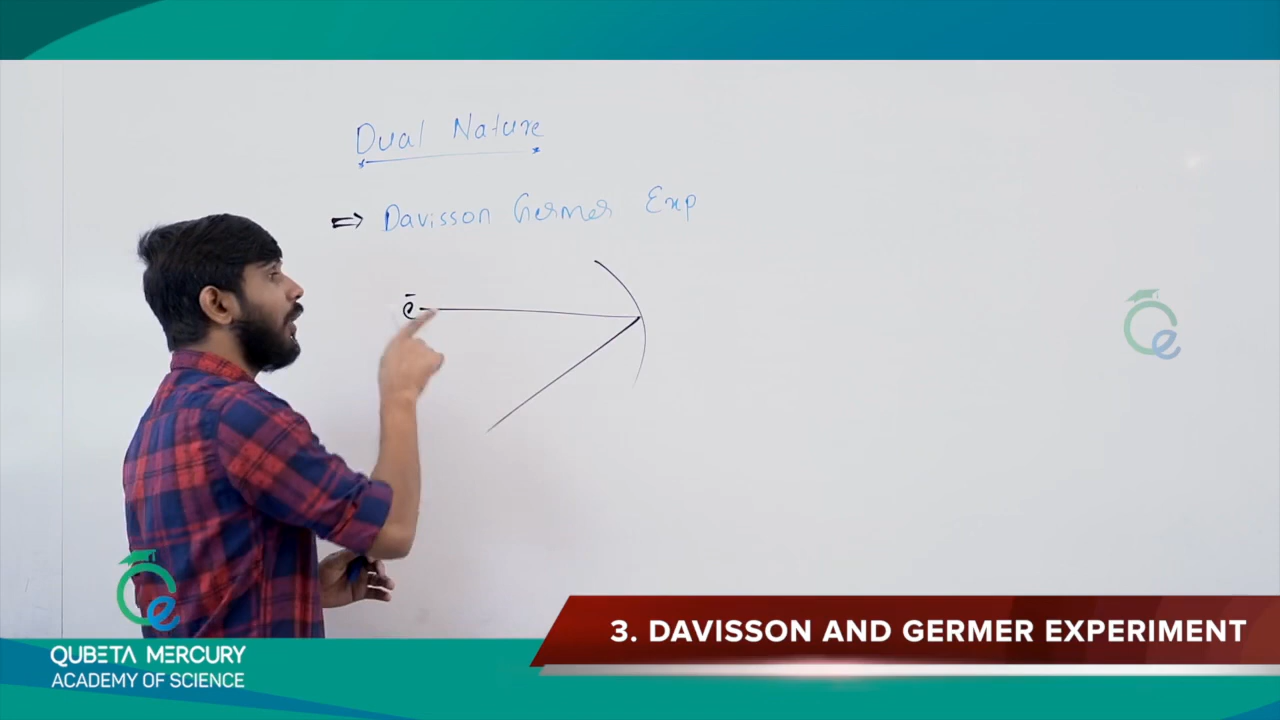 Dual Nature
⇒ Davisson Germer Exp
e⁻
3. DAVISSON AND GERMER EXPERIMENT
QUBETA MERCURY
ACADEMY OF SCIENCE